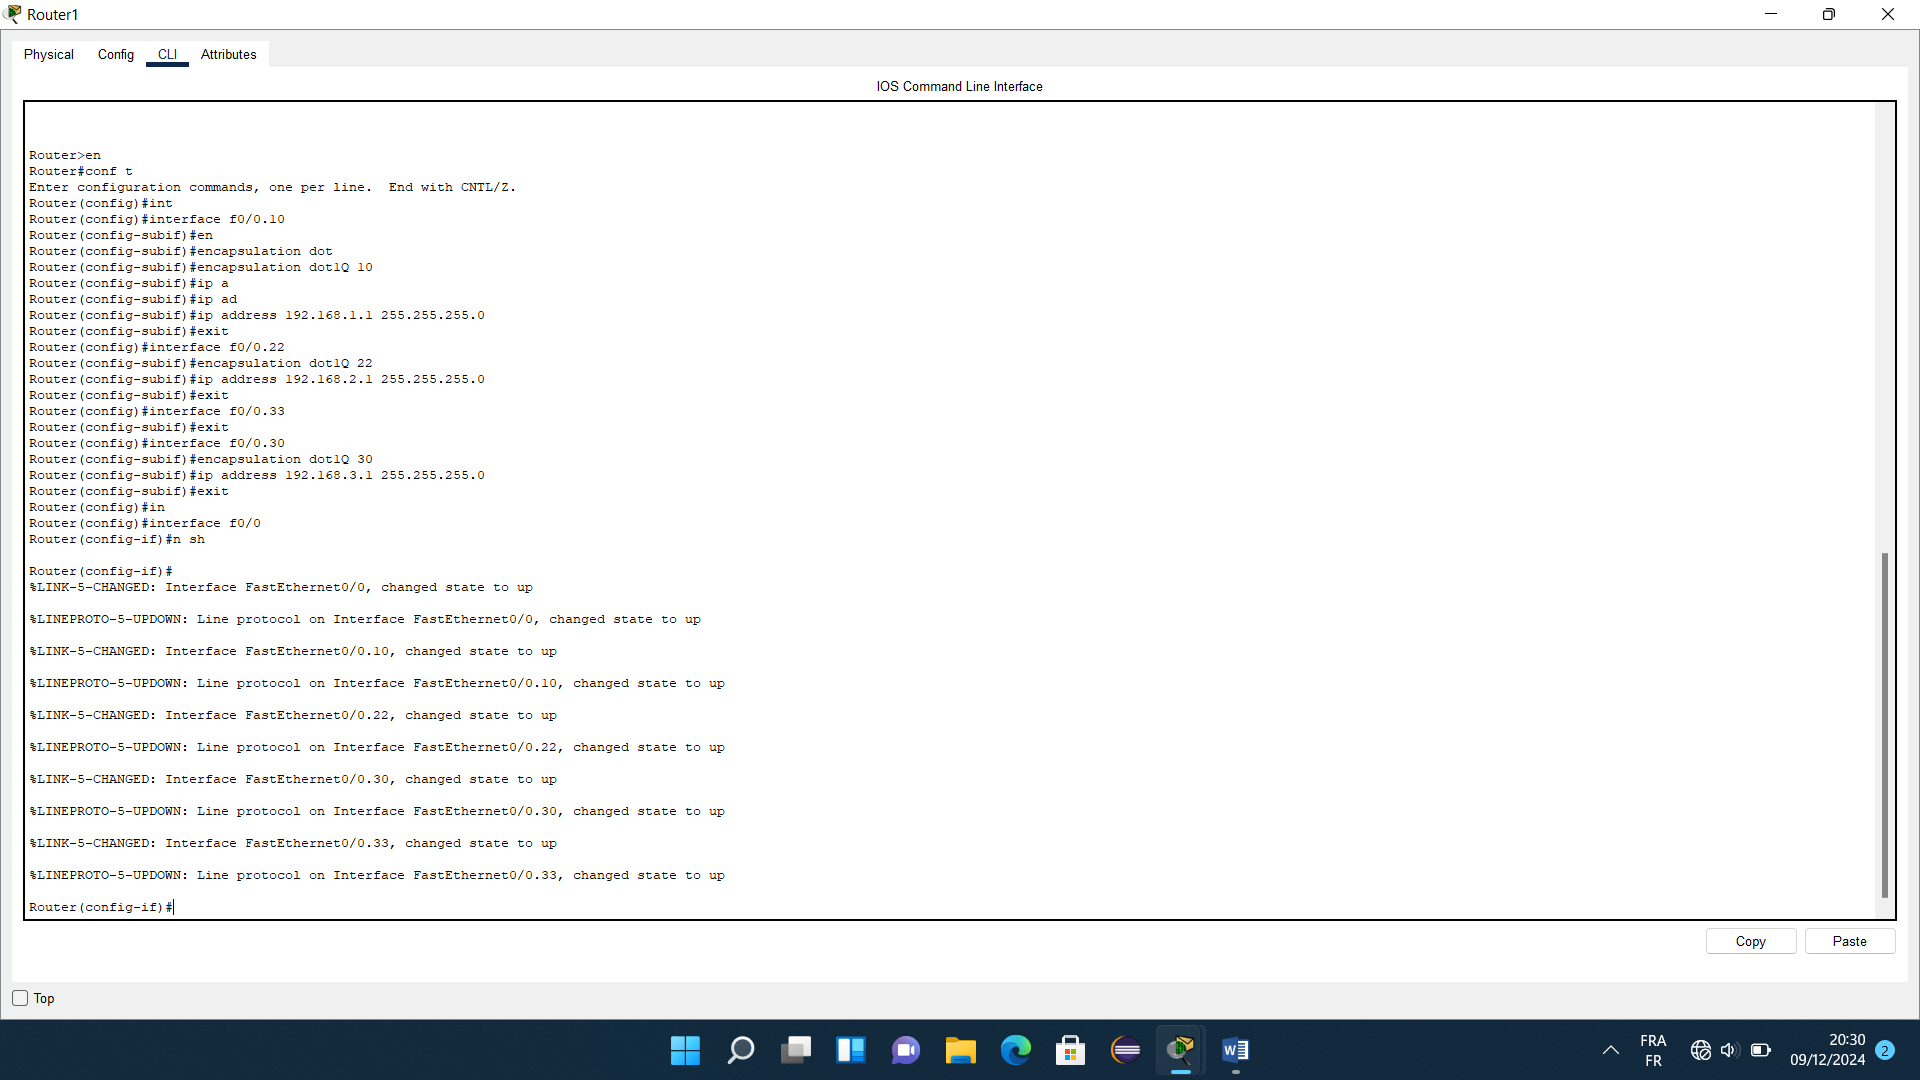 Router1
Physical Config CLI Attributes
IOS Command Line Interface
Router>en
Router#conf t
Enter configuration commands, one per line.  End with CNTL/Z.
Router(config)#int
Router(config)#interface f0/0.10
Router(config-subif)#en
Router(config-subif)#encapsulation dot
Router(config-subif)#encapsulation dot1Q 10
Router(config-subif)#ip a
Router(config-subif)#ip ad
Router(config-subif)#ip address 192.168.1.1 255.255.255.0
Router(config-subif)#exit
Router(config)#interface f0/0.22
Router(config-subif)#encapsulation dot1Q 22
Router(config-subif)#ip address 192.168.2.1 255.255.255.0
Router(config-subif)#exit
Router(config)#interface f0/0.33
Router(config-subif)#exit
Router(config)#interface f0/0.30
Router(config-subif)#encapsulation dot1Q 30
Router(config-subif)#ip address 192.168.3.1 255.255.255.0
Router(config-subif)#exit
Router(config)#in
Router(config)#interface f0/0
Router(config-if)#n sh
Router(config-if)#
%LINK-5-CHANGED: Interface FastEthernet0/0, changed state to up
%LINEPROTO-5-UPDOWN: Line protocol on Interface FastEthernet0/0, changed state to up
%LINK-5-CHANGED: Interface FastEthernet0/0.10, changed state to up
%LINEPROTO-5-UPDOWN: Line protocol on Interface FastEthernet0/0.10, changed state to up
%LINK-5-CHANGED: Interface FastEthernet0/0.22, changed state to up
%LINEPROTO-5-UPDOWN: Line protocol on Interface FastEthernet0/0.22, changed state to up
%LINK-5-CHANGED: Interface FastEthernet0/0.30, changed state to up
%LINEPROTO-5-UPDOWN: Line protocol on Interface FastEthernet0/0.30, changed state to up
%LINK-5-CHANGED: Interface FastEthernet0/0.33, changed state to up
%LINEPROTO-5-UPDOWN: Line protocol on Interface FastEthernet0/0.33, changed state to up
Router(config-if)#
Copy Paste
Top
W
FRA
FR
20:30
09/12/2024
2